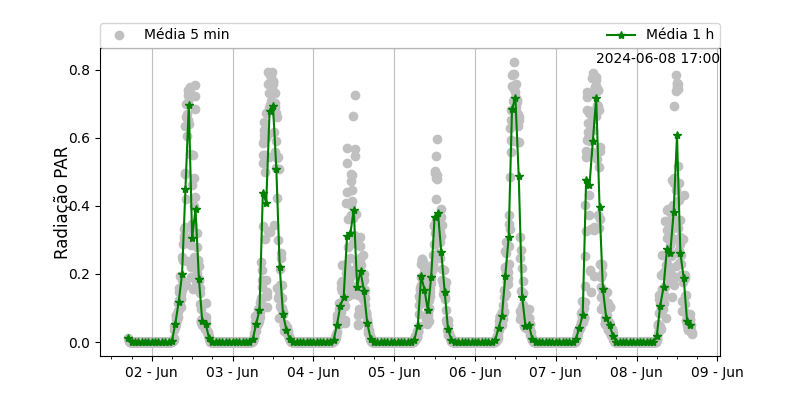 Média 5 min
Média 1 h
2024-06-08 17:00
Radiação PAR
0.8
0.6
0.4
0.2
0.0
02 - Jun
03 - Jun
04 - Jun
05 - Jun
06 - Jun
07 - Jun
08 - Jun
09 - Jun